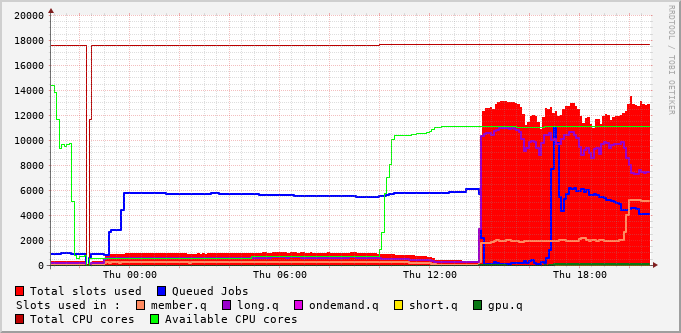 RRDTOOL / TOBI OETIKER
20000
18000
16000
14000
12000
10000
8000
6000
4000
2000
0
Thu 00:00 Thu 06:00 Thu 12:00 Thu 18:00
Total slots used Queued Jobs
Slots used in : member.q long.q ondemand.q short.q gpu.q
Total CPU cores Available CPU cores